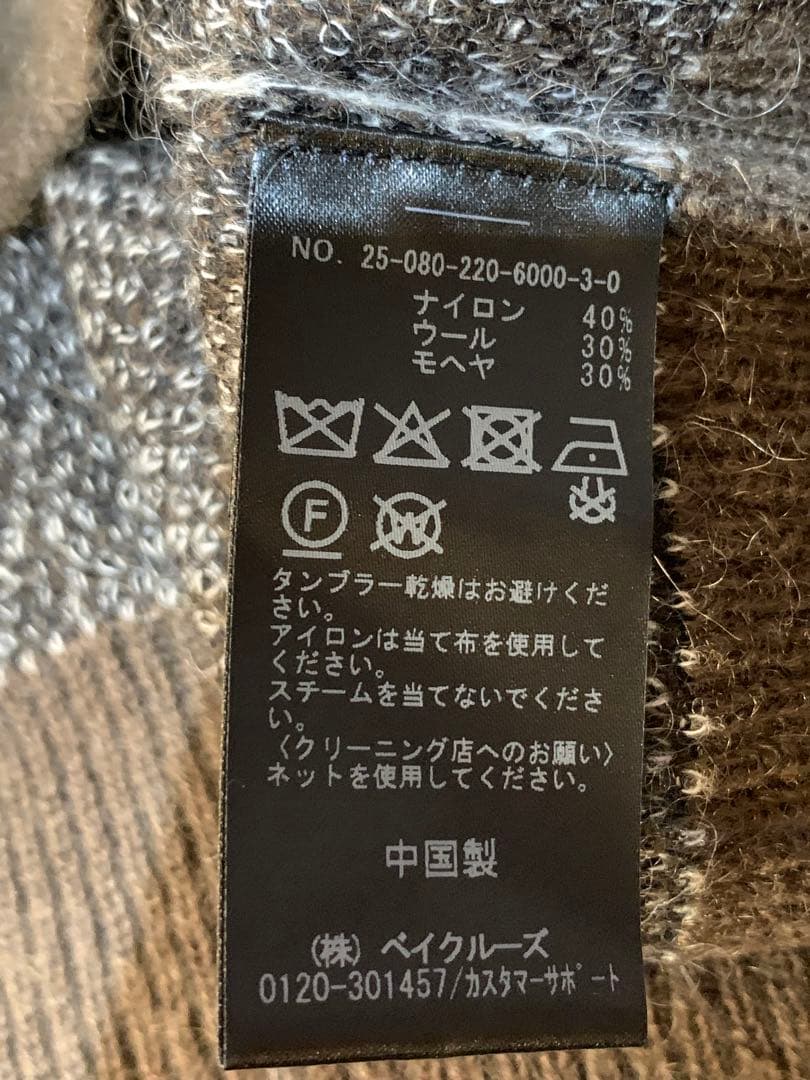 NO. 25-080-220-6000-3-0
ナイロン 40%
ウール 30%
モヘヤ 30%
F W
タンブラー乾燥はお避けくだ
さい。
アイロンは当て布を使用して
ください。
スチームを当てないでくださ
い。
〈クリーニング店へのお願い〉
ネットを使用してください。
中国製
(株) ベイクルーズ
0120-301457/カスタマーサポート